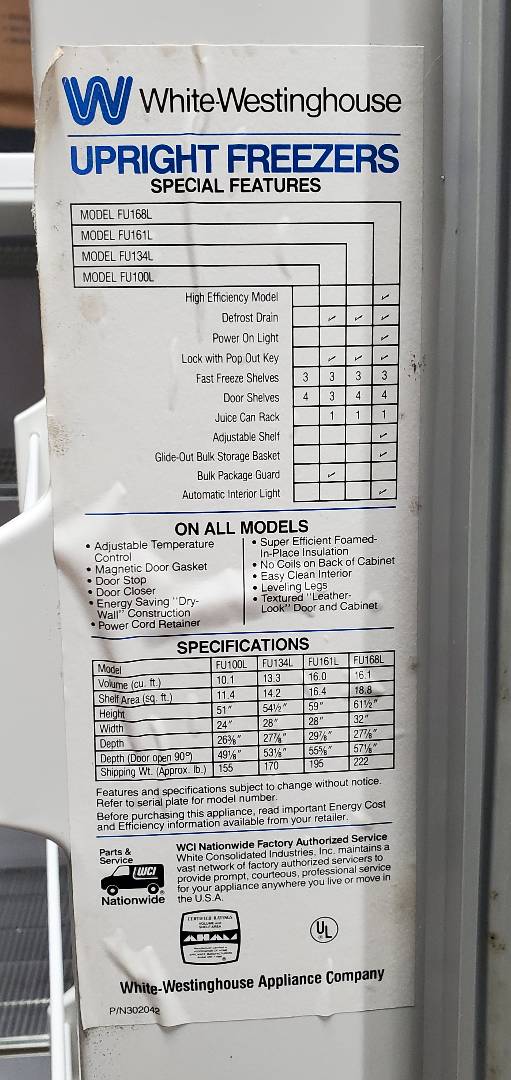 W White-Westinghouse
UPRIGHT FREEZERS
SPECIAL FEATURES
MODEL FU168L
MODEL FU161L
MODEL FU134L
MODEL FU100L
High Efficiency Model ✓
Defrost Drain ✓ ✓ ✓
Power On Light ✓
Lock with Pop Out Key ✓ ✓ ✓
Fast Freeze Shelves 3 3 3 3
Door Shelves 4 3 4 4
Juice Can Rack 1 1 1
Adjustable Shelf ✓
Glide-Out Bulk Storage Basket ✓
Bulk Package Guard ✓
Automatic Interior Light ✓
ON ALL MODELS
• Adjustable Temperature
Control
• Magnetic Door Gasket
• Door Stop
• Door Closer
• Energy Saving "Dry-
Wall" Construction
• Power Cord Retainer
• Super Efficient Foamed-
In-Place Insulation
• No Coils on Back of Cabinet
• Easy Clean Interior
• Leveling Legs
• Textured "Leather-
Look" Door and Cabinet
SPECIFICATIONS
Model FU100L FU134L FU161L FU168L
Volume (cu. ft.) 10.1 13.3 16.0 16.1
Shelf Area (sq. ft.) 11.4 14.2 16.4 18.8
Height 51" 54½" 59" 61½"
Width 24" 28" 28" 32"
Depth 26⅜" 27⅞" 29⅞" 27⅞"
Depth (Door open 90°) 49⅛" 53⅛" 55⅝" 57⅛"
Shipping Wt. (Approx. lb.) 155 170 195 222
Features and specifications subject to change without notice.
Refer to serial plate for model number.
Before purchasing this appliance, read important Energy Cost
and Efficiency information available from your retailer.
Parts &
Service
WCI
Nationwide
WCI Nationwide Factory Authorized Service
White Consolidated Industries, Inc. maintains a
vast network of factory authorized servicers to
provide prompt, courteous, professional service
for your appliance anywhere you live or move in
the U.S.A.
CERTIFIED RATINGS
VOLUME and
SHELF AREA
AHAM
UL
White-Westinghouse Appliance Company
P/N302042